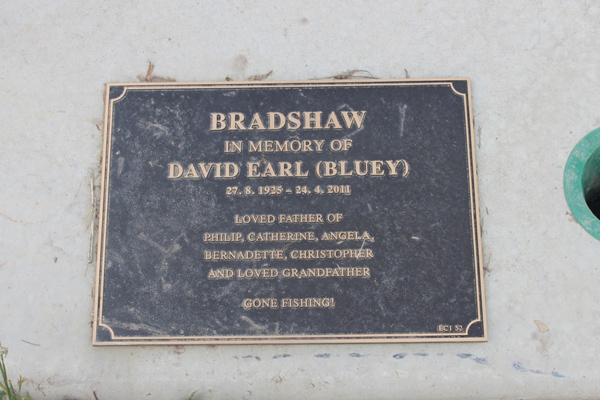 BRADSHAW
IN MEMORY OF
DAVID EARL (BLUEY)
27. 8. 1925 – 24. 4. 2011
LOVED FATHER OF
PHILIP, CATHERINE, ANGELA,
BERNADETTE, CHRISTOPHER
AND LOVED GRANDFATHER
GONE FISHING!
EC1 52